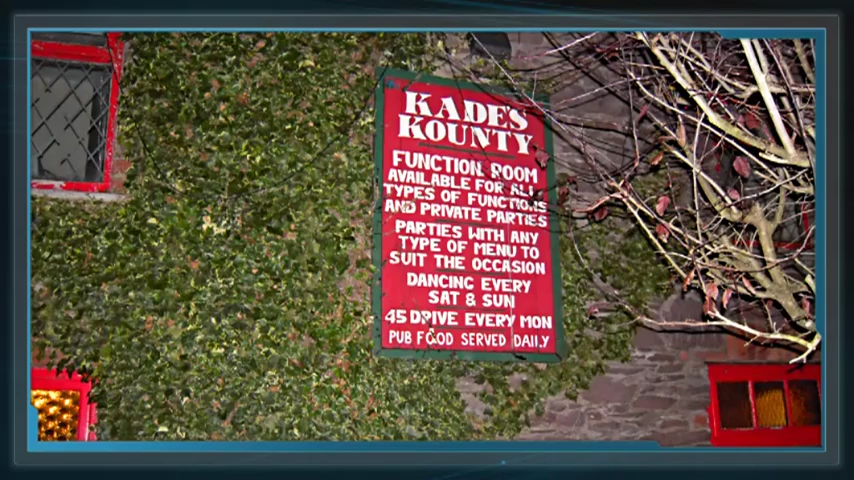 KADE'S
KOUNTY
FUNCTION ROOM
AVAILABLE FOR ALL
TYPES OF FUNCTIONS
AND PRIVATE PARTIES
PARTIES WITH ANY
TYPE OF MENU TO
SUIT THE OCCASION
DANCING EVERY
SAT & SUN
45 DRIVE EVERY MON
PUB FOOD SERVED DAILY